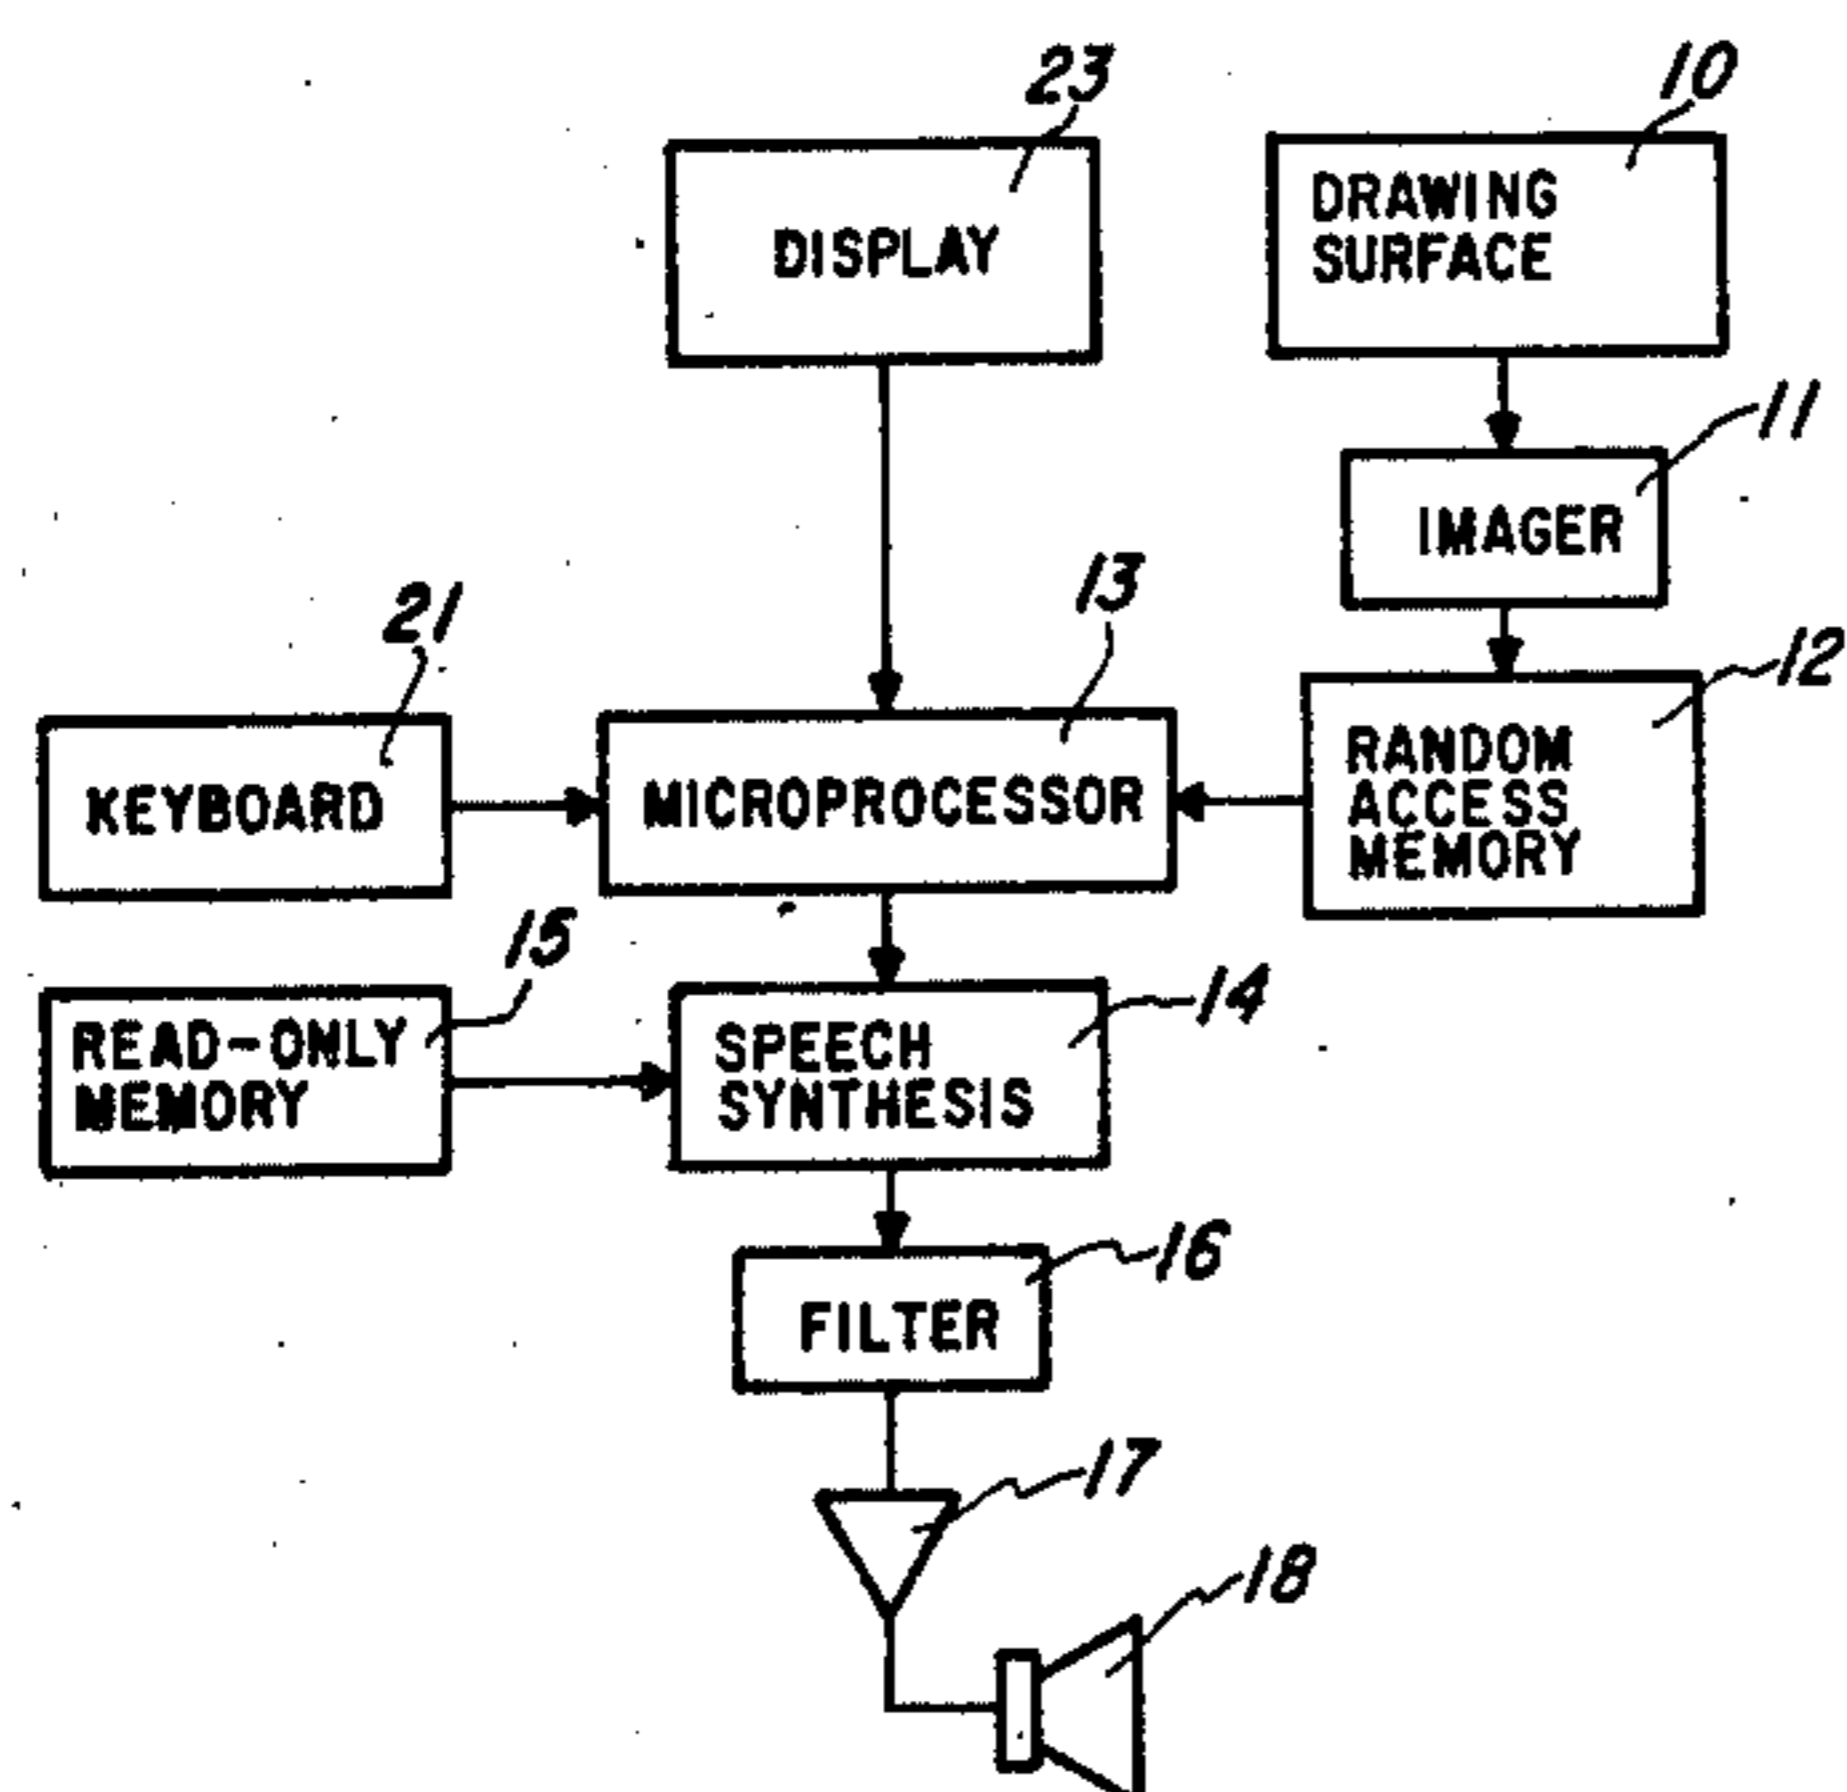 23
10
DISPLAY
DRAWING
SURFACE
11
IMAGER
13
21
12
KEYBOARD
MICROPROCESSOR
RANDOM
ACCESS
MEMORY
15
14
READ-ONLY
MEMORY
SPEECH
SYNTHESIS
16
FILTER
17
18